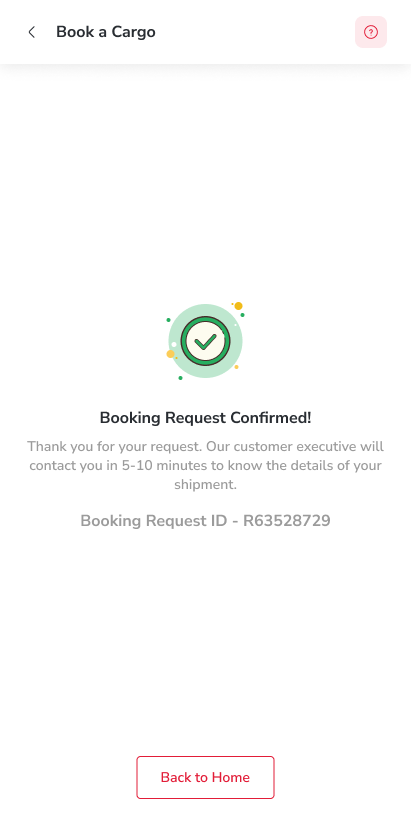 Book a Cargo
Booking Request Confirmed!
Thank you for your request. Our customer executive will
contact you in 5-10 minutes to know the details of your
shipment.
Booking Request ID - R63528729
Back to Home